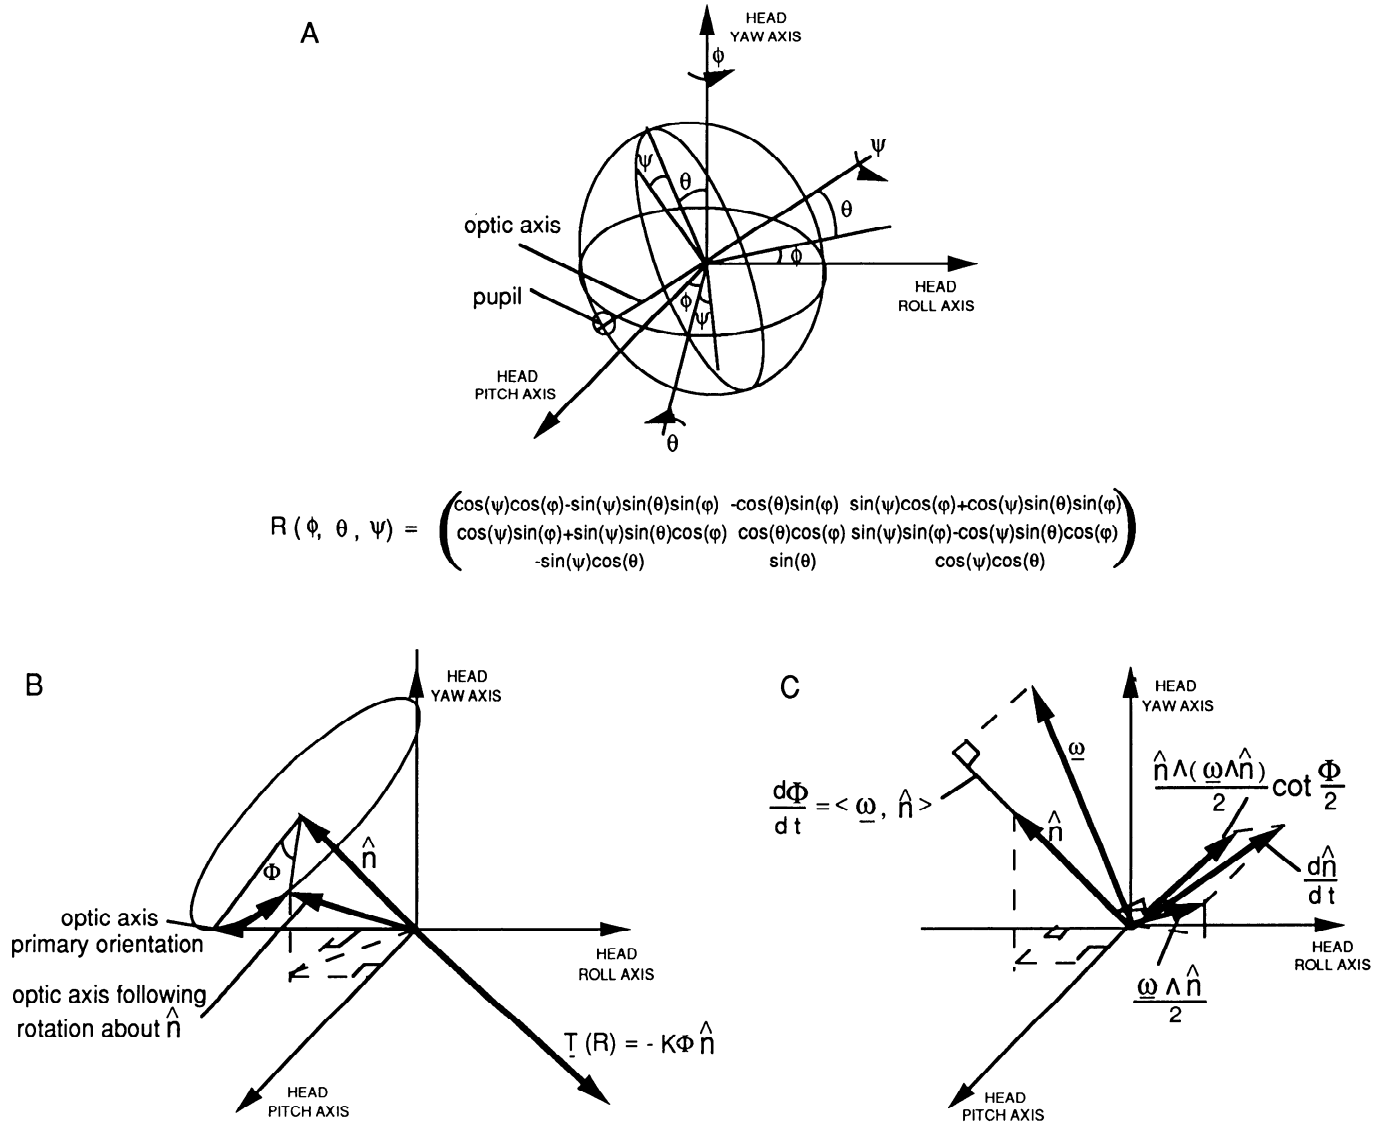 A
HEAD
YAW AXIS
ϕ
ψ
ψ
θ
θ
optic axis
ϕ
HEAD
ROLL AXIS
pupil
ϕ
ψ
HEAD
PITCH AXIS
θ
R ( ϕ, θ , ψ) =
cos(ψ)cos(φ)-sin(ψ)sin(θ)sin(φ) -cos(θ)sin(φ) sin(ψ)cos(φ)+cos(ψ)sin(θ)sin(φ)
cos(ψ)sin(φ)+sin(ψ)sin(θ)cos(φ) cos(θ)cos(φ) sin(ψ)sin(φ)-cos(ψ)sin(θ)cos(φ)
-sin(ψ)cos(θ) sin(θ) cos(ψ)cos(θ)
B
HEAD
YAW AXIS
n̂
Φ
optic axis
primary orientation
HEAD
ROLL AXIS
optic axis following
rotation about n̂
T̲ (R) = - KΦ n̂
HEAD
PITCH AXIS
C
HEAD
YAW AXIS
ω̲
n̂ ∧ (ω̲ ∧ n̂)/2 cot Φ/2
dΦ/dt = < ω̲, n̂ >
n̂
dn̂/dt
HEAD
ROLL AXIS
ω̲ ∧ n̂/2
HEAD
PITCH AXIS